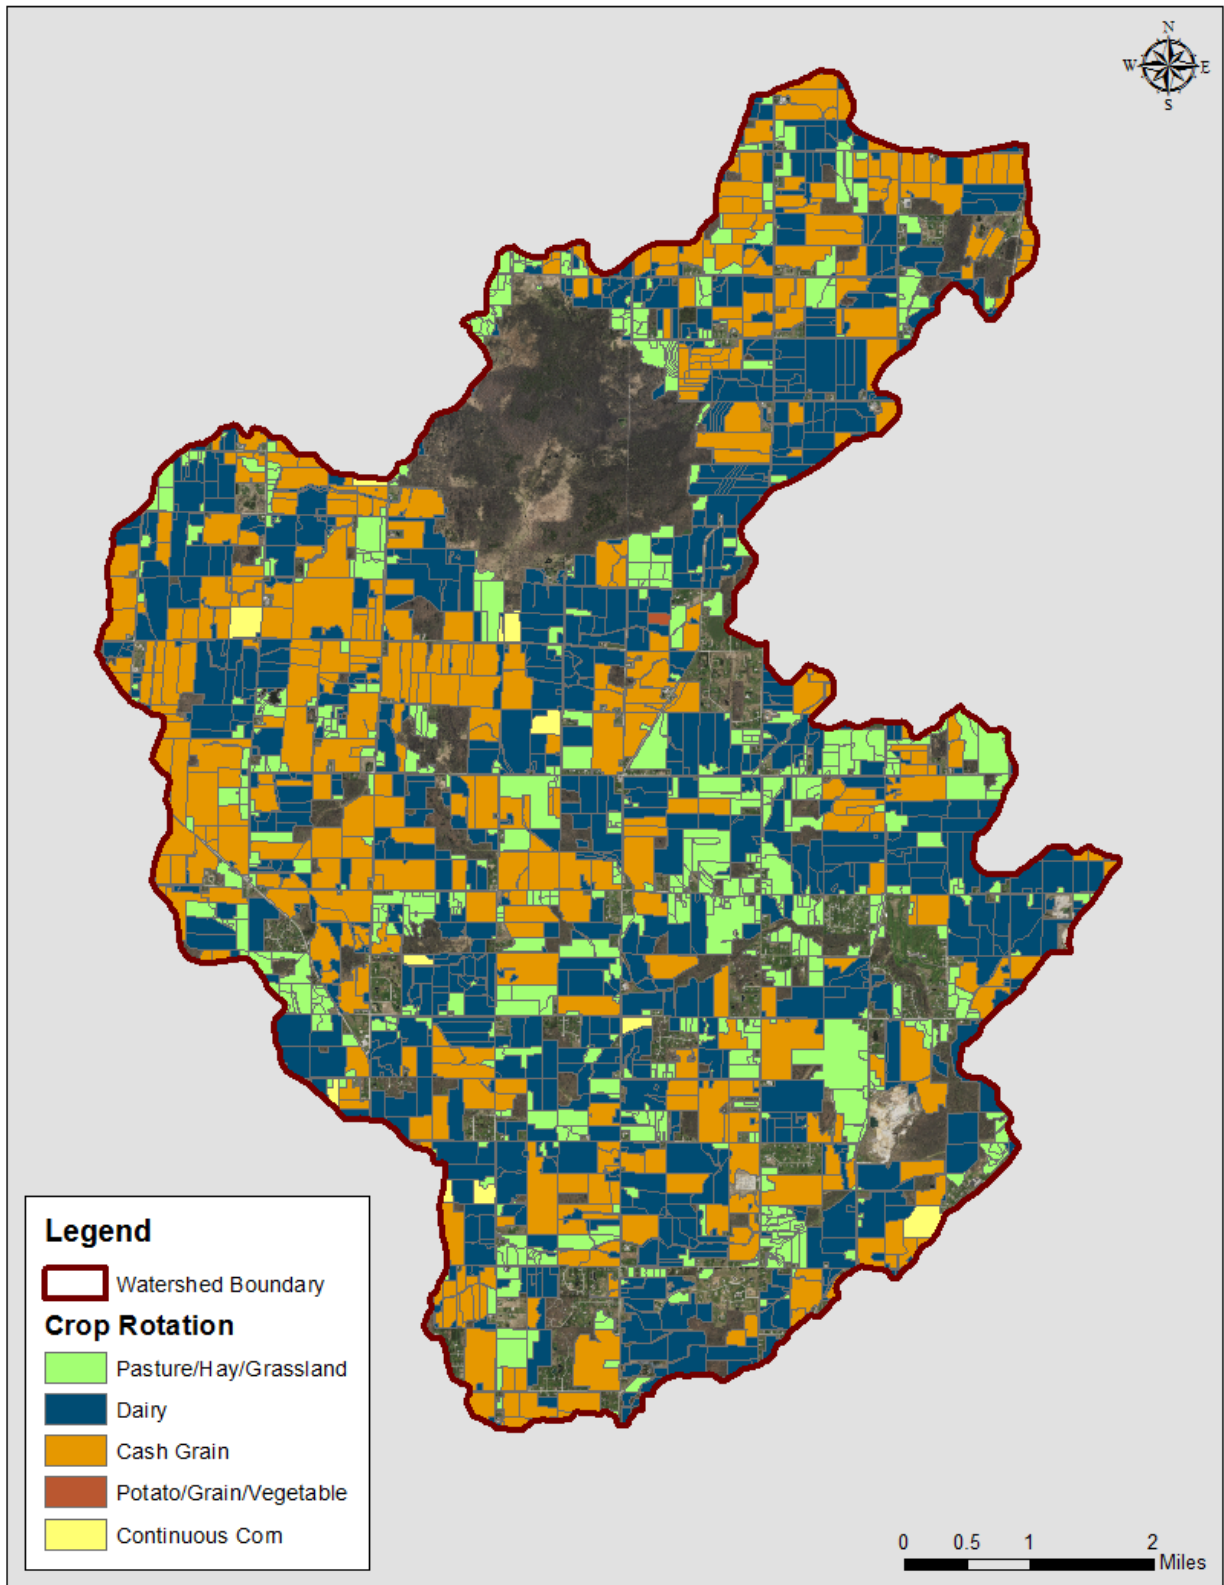 N
W E
S
Legend
Watershed Boundary
Crop Rotation
Pasture/Hay/Grassland
Dairy
Cash Grain
Potato/Grain/Vegetable
Continuous Corn
0 0.5 1 2
Miles